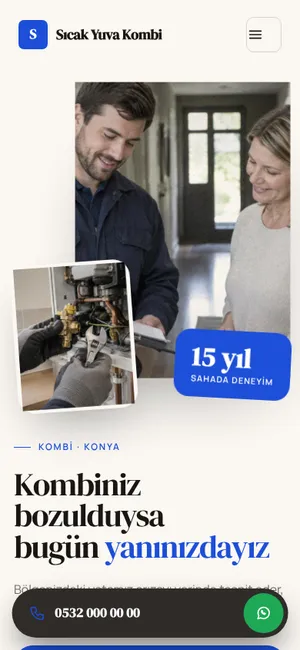 S
Sıcak Yuva Kombi
15 yıl
SAHADA DENEYİM
KOMBİ · KONYA
Kombiniz
bozulduysa
bugün yanınızdayız
0532 000 00 00